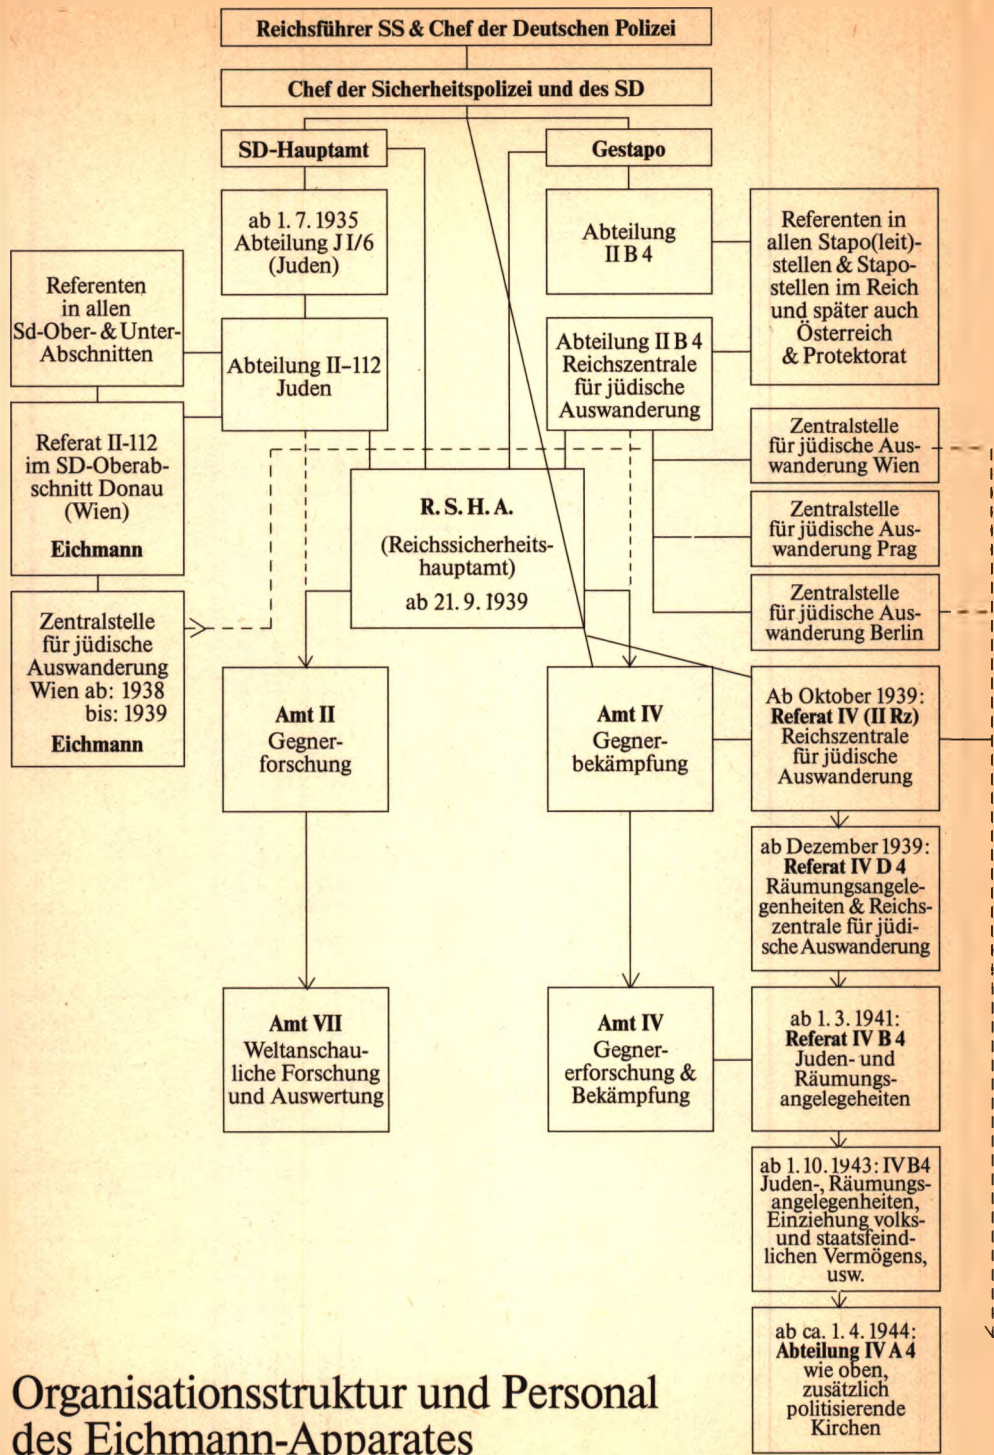 Reichsführer SS & Chef der Deutschen Polizei
Chef der Sicherheitspolizei und des SD
SD-Hauptamt
Gestapo
ab 1. 7. 1935
Abteilung J I/6
(Juden)
Abteilung
II B 4
Referenten in
allen Stapo(leit)-
stellen & Stapo-
stellen im Reich
und später auch
Österreich
& Protektorat
Referenten
in allen
Sd-Ober- & Unter-
Abschnitten
Abteilung II-112
Juden
Abteilung II B 4
Reichszentrale
für jüdische
Auswanderung
Referat II-112
im SD-Oberab-
schnitt Donau
(Wien)
Eichmann
Zentralstelle
für jüdische Aus-
wanderung Wien
Zentralstelle
für jüdische Aus-
wanderung Prag
Zentralstelle
für jüdische Aus-
wanderung Berlin
R. S. H. A.
(Reichssicherheits-
hauptamt)
ab 21. 9. 1939
Zentralstelle
für jüdische
Auswanderung
Wien ab: 1938
bis: 1939
Eichmann
Amt II
Gegner-
forschung
Amt IV
Gegner-
bekämpfung
Ab Oktober 1939:
Referat IV (II Rz)
Reichszentrale
für jüdische
Auswanderung
ab Dezember 1939:
Referat IV D 4
Räumungsangele-
genheiten & Reichs-
zentrale für jüdi-
sche Auswanderung
Amt VII
Weltanschau-
liche Forschung
und Auswertung
Amt IV
Gegner-
erforschung &
Bekämpfung
ab 1. 3. 1941:
Referat IV B 4
Juden- und
Räumungs-
angelegeheiten
ab 1. 10. 1943: IV B4
Juden-, Räumungs-
angelegenheiten,
Einziehung volks-
und staatsfeind-
lichen Vermögens,
usw.
ab ca. 1. 4. 1944:
Abteilung IV A 4
wie oben,
zusätzlich
politisierende
Kirchen
Organisationsstruktur und Personal
des Eichmann-Apparates